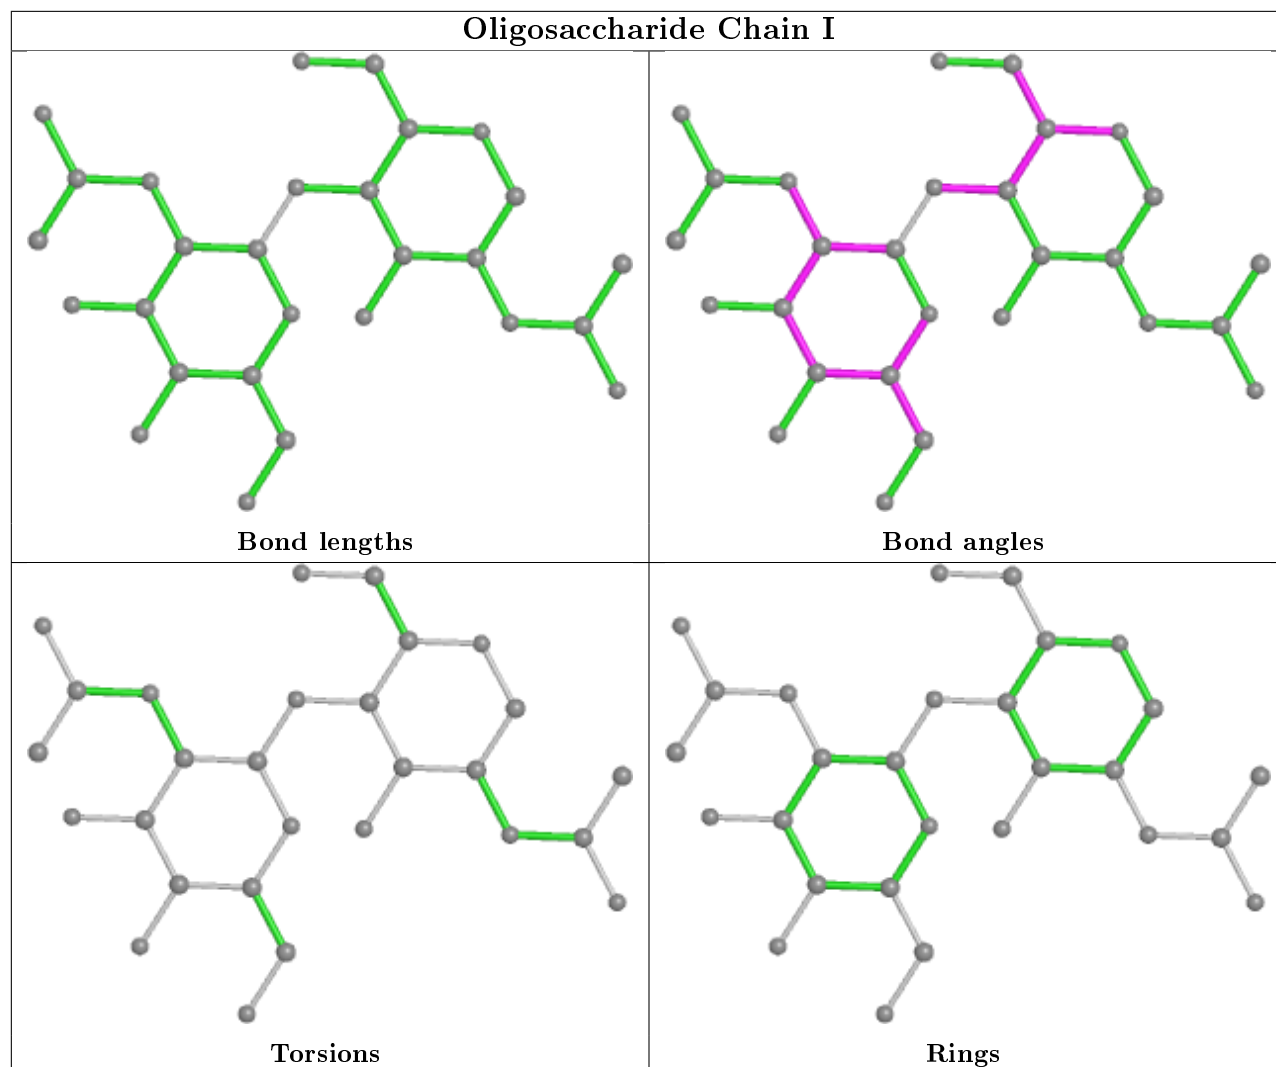 Oligosaccharide Chain I
Bond lengths
Bond angles
Torsions
Rings